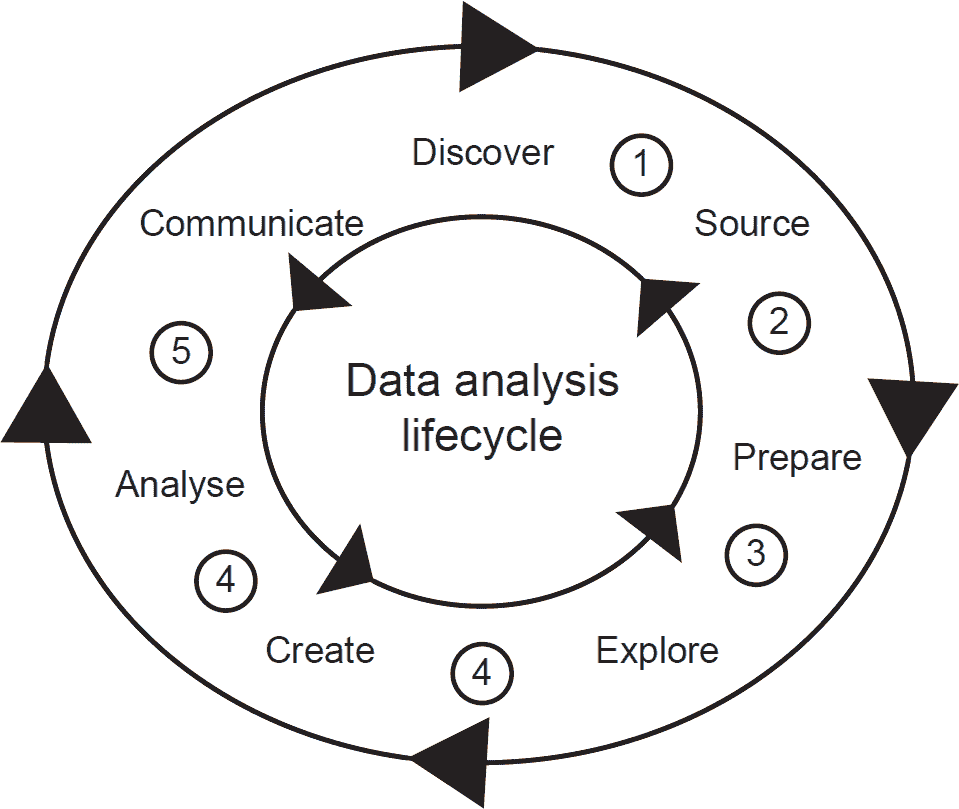 Discover
1
Source
2
Prepare
3
Explore
4
Create
4
Analyse
5
Communicate
Data analysis
lifecycle